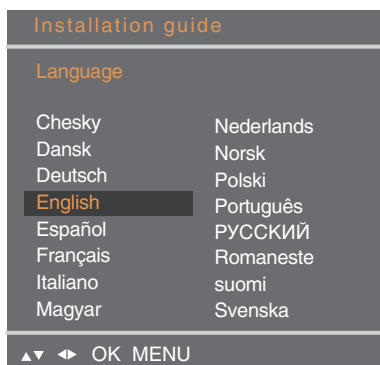 Installation guide
Language
Chesky
Dansk
Deutsch
English
Español
Français
Italiano
Magyar
Nederlands
Norsk
Polski
Português
РУССКИЙ
Romaneste
suomi
Svenska
▲▼ ◀▶ OK MENU